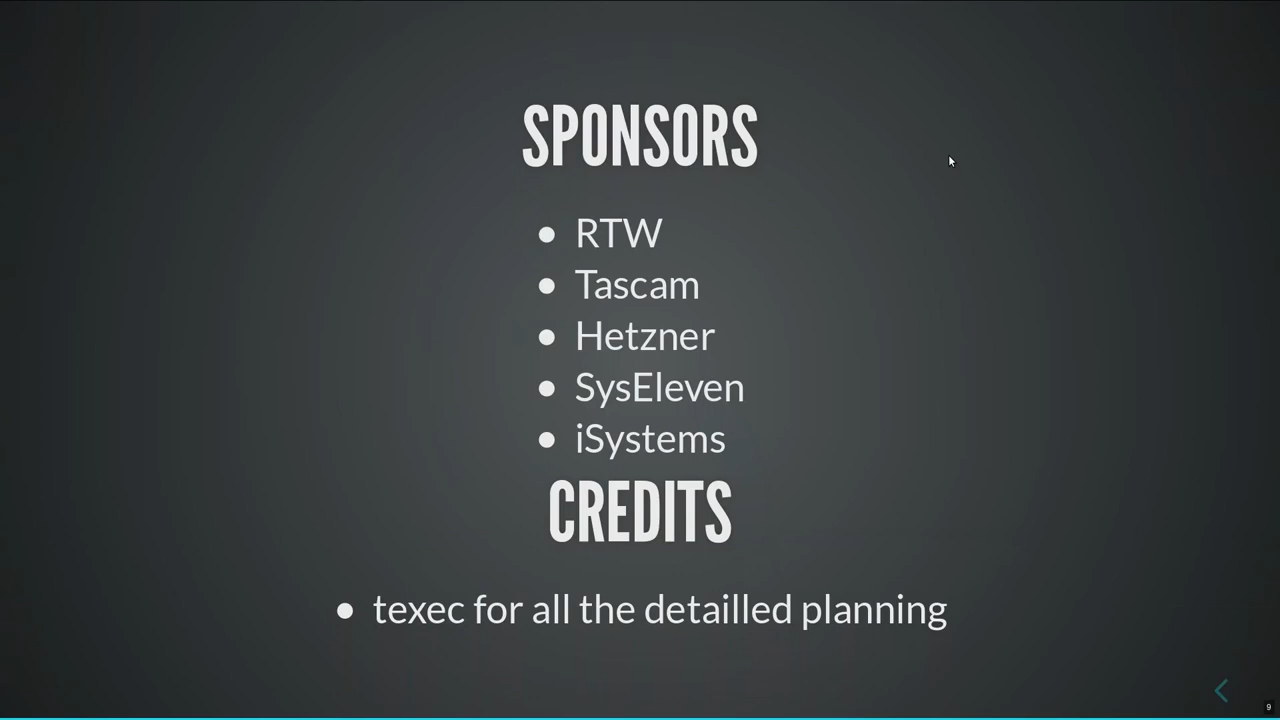 SPONSORS
• RTW
• Tascam
• Hetzner
• SysEleven
• iSystems
CREDITS
• texec for all the detailled planning
9